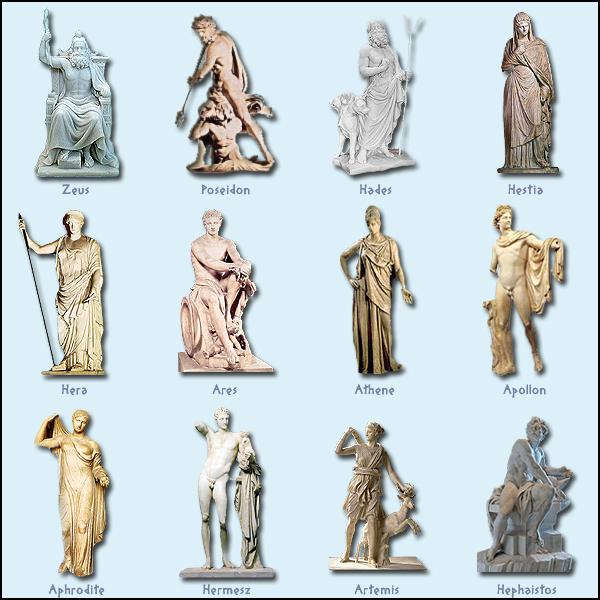 Zeus
Poseidon
Hades
Hestia
Hera
Ares
Athene
Apollon
Aphrodite
Hermesz
Artemis
Hephaistos